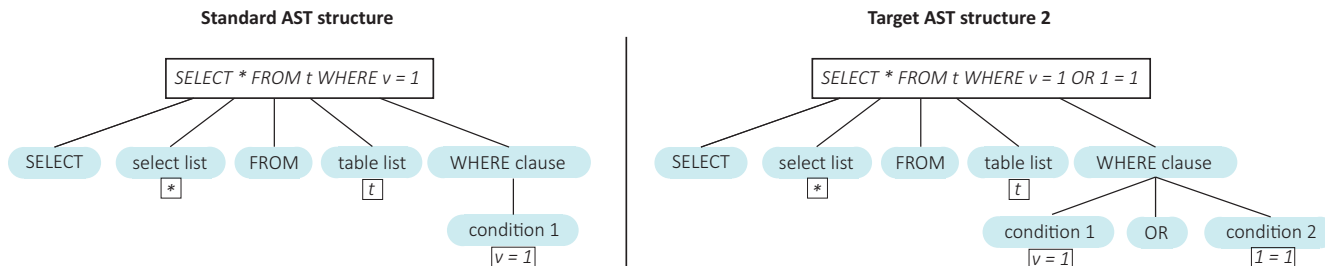 Standard AST structure
SELECT * FROM t WHERE v = 1
SELECT select list FROM table list WHERE clause
* t
condition 1
v = 1
Target AST structure 2
SELECT * FROM t WHERE v = 1 OR 1 = 1
SELECT select list FROM table list WHERE clause
* t
condition 1 OR condition 2
v = 1 1 = 1